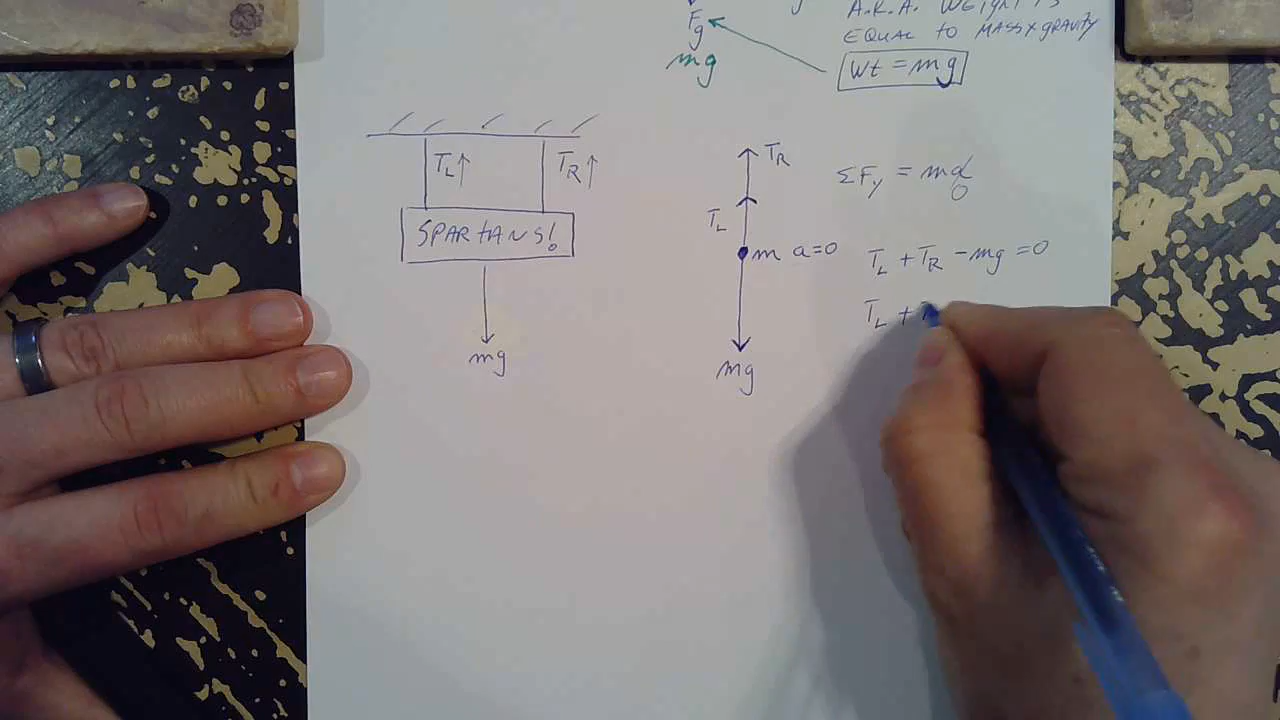 Fg
mg
A.K.A. WEIGHT IS
EQUAL TO MASS X gRAVITY
Wt = mg
TL↑ TR↑
SPARTANS!
mg
TR
TL
m a=0
mg
ΣFy = ma
0
TL + TR - mg = 0
TL +